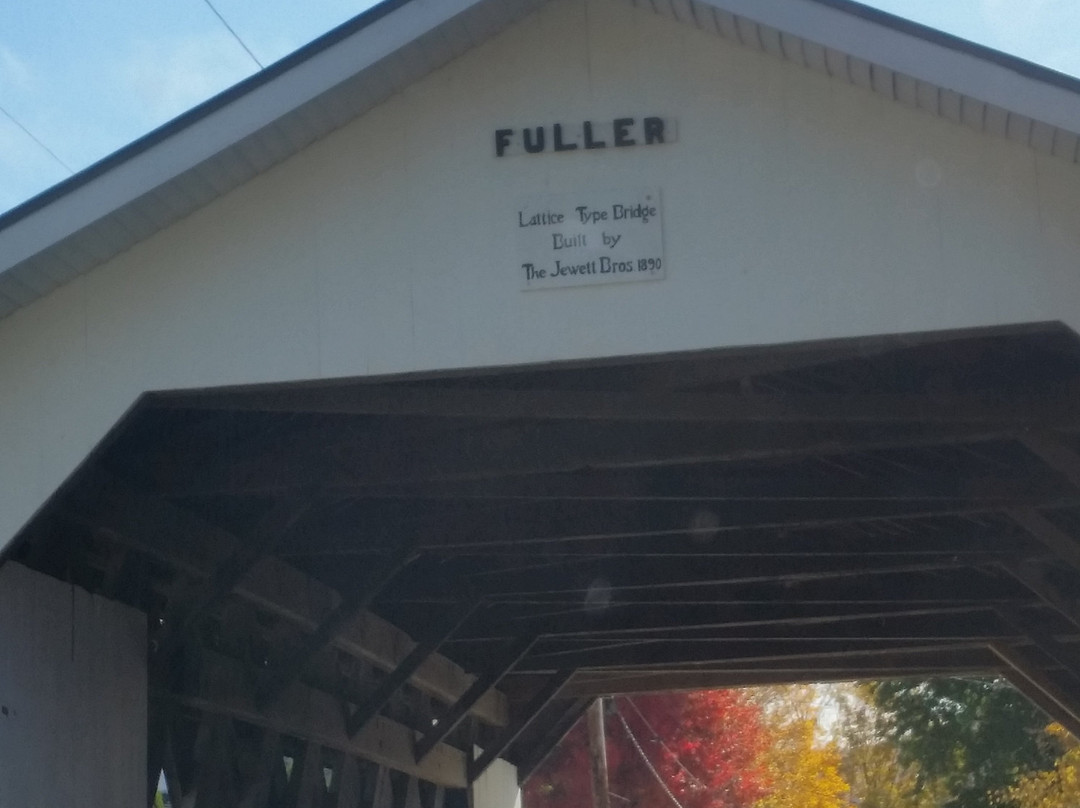 FULLER
Lattice Type Bridge
Built by
The Jewett Bros 1890